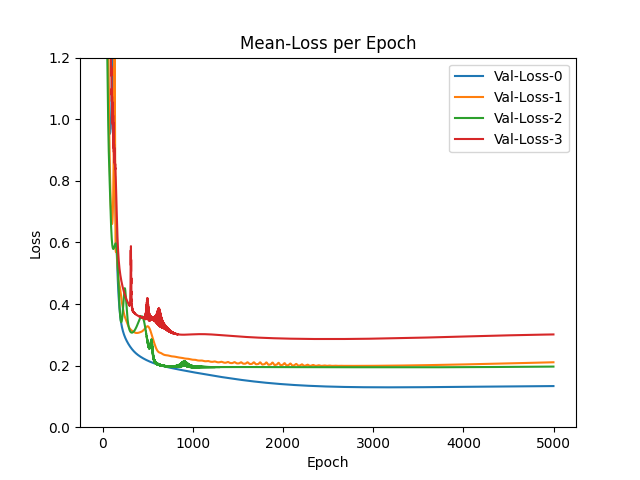 Mean-Loss per Epoch
1.2
1.0
0.8
0.6
0.4
0.2
0.0
Loss
Val-Loss-0
Val-Loss-1
Val-Loss-2
Val-Loss-3
0 1000 2000 3000 4000 5000
Epoch